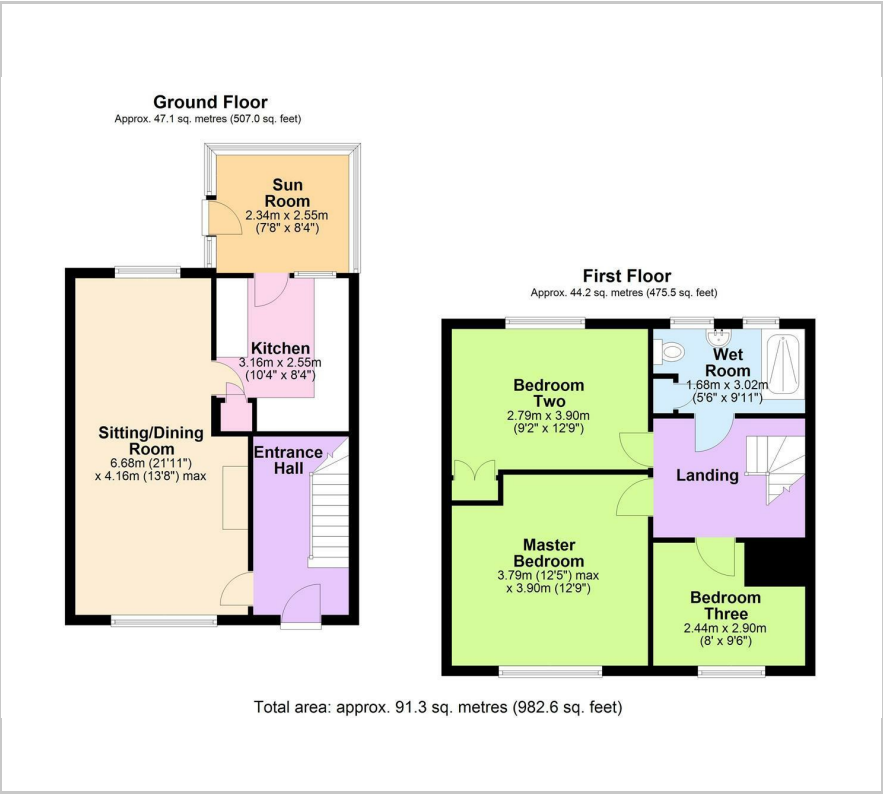 Ground Floor
Approx. 47.1 sq. metres (507.0 sq. feet)
Sun
Room
2.34m x 2.55m
(7'8" x 8'4")
Kitchen
3.16m x 2.55m
(10'4" x 8'4")
Sitting/Dining
Room
6.68m (21'11")
x 4.16m (13'8") max
Entrance
Hall
First Floor
Approx. 44.2 sq. metres (475.5 sq. feet)
Bedroom
Two
2.79m x 3.90m
(9'2" x 12'9")
Wet
Room
1.68m x 3.02m
(5'6" x 9'11")
Landing
Master
Bedroom
3.79m (12'5") max
x 3.90m (12'9")
Bedroom
Three
2.44m x 2.90m
(8' x 9'6")
Total area: approx. 91.3 sq. metres (982.6 sq. feet)